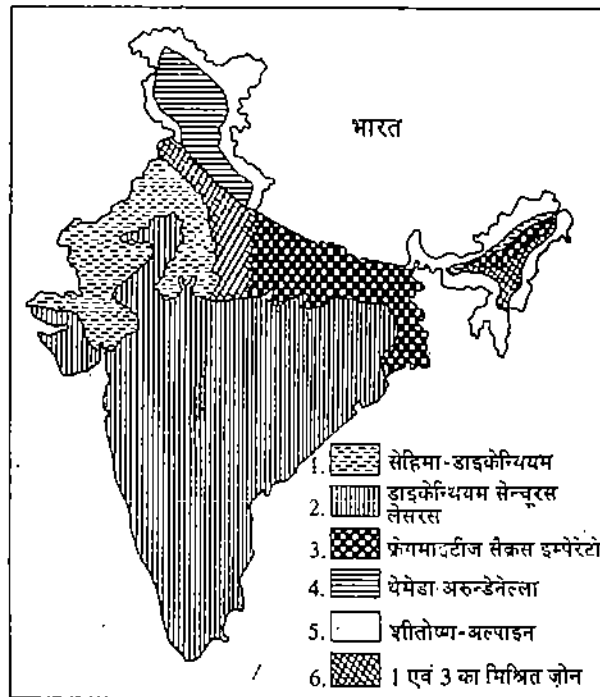 भारत
1. सेहिमा-डाइकेन्थियम
2. डाइकेन्थियम सेन्चूरस
लेसरस
3. फ्रेगमाइटीज सैक्रस इम्पेरेटो
4. थेमेडा-अरुन्डेनेल्ला
5. शीतोष्ण-अल्पाइन
6. 1 एवं 3 का मिश्रित ज़ोन